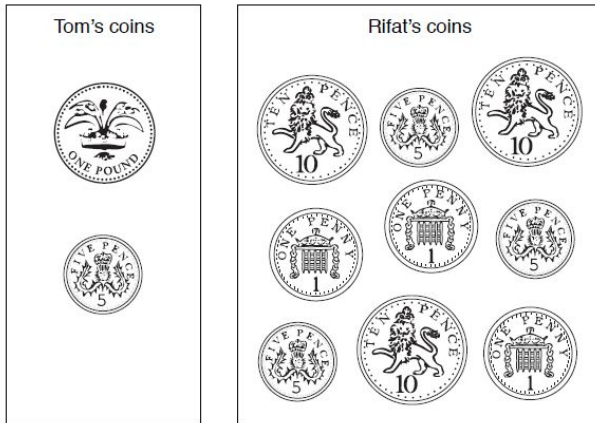 Tom's coins
ONE POUND
FIVE PENCE
5
Rifat's coins
TEN PENCE
10
FIVE PENCE
5
TEN PENCE
10
ONE PENNY
1
ONE PENNY
1
FIVE PENCE
5
FIVE PENCE
5
TEN PENCE
10
ONE PENNY
1